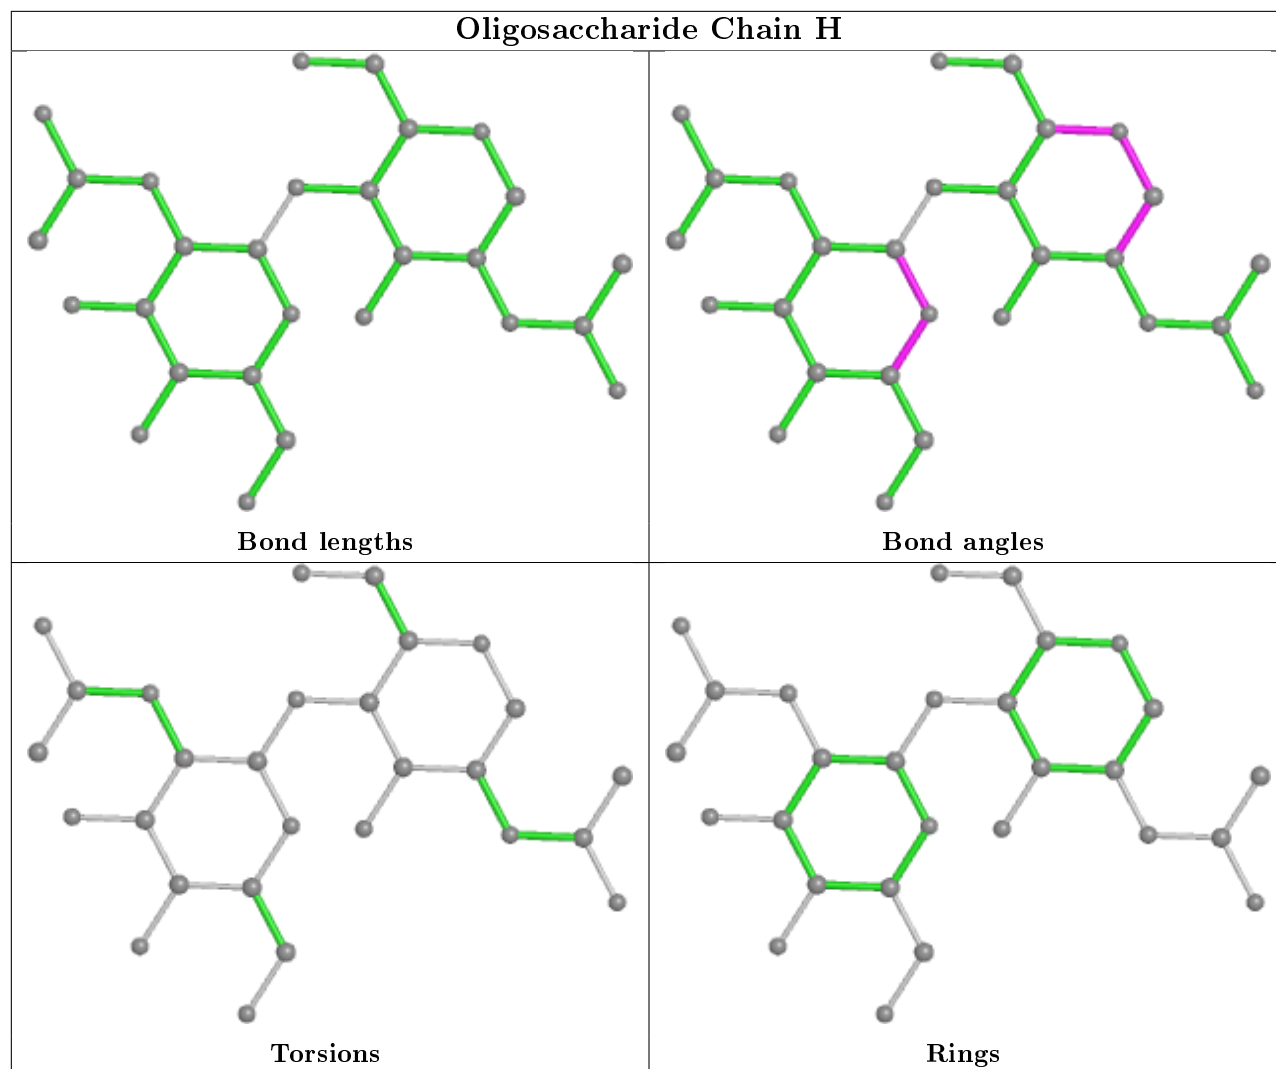 Oligosaccharide Chain H
Bond lengths
Bond angles
Torsions
Rings